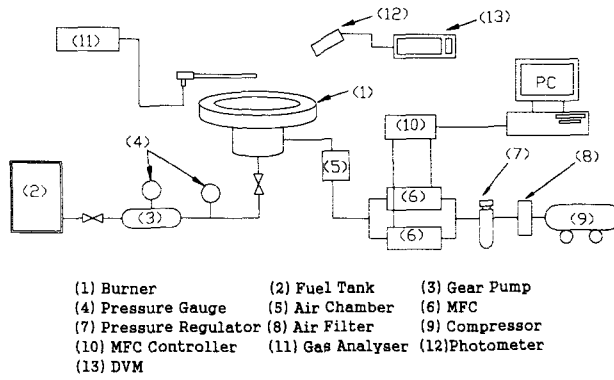 (12)
(13)
(11)
(1)
PC
(10)
(4)
(7)
(8)
(5)
(2)
(3)
(6)
(6)
(9)
(1) Burner (2) Fuel Tank (3) Gear Pump
(4) Pressure Gauge (5) Air Chamber (6) MFC
(7) Pressure Regulator (8) Air Filter (9) Compressor
(10) MFC Controller (11) Gas Analyser (12)Photometer
(13) DVM